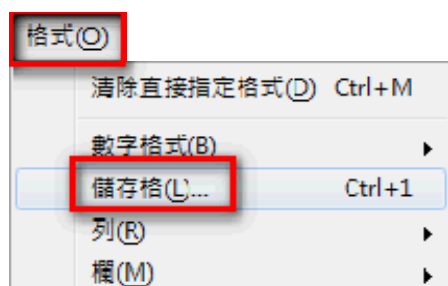 格式(O)
清除直接指定格式(D) Ctrl+M
數字格式(B)
儲存格(L)... Ctrl+1
列(R)
欄(M)